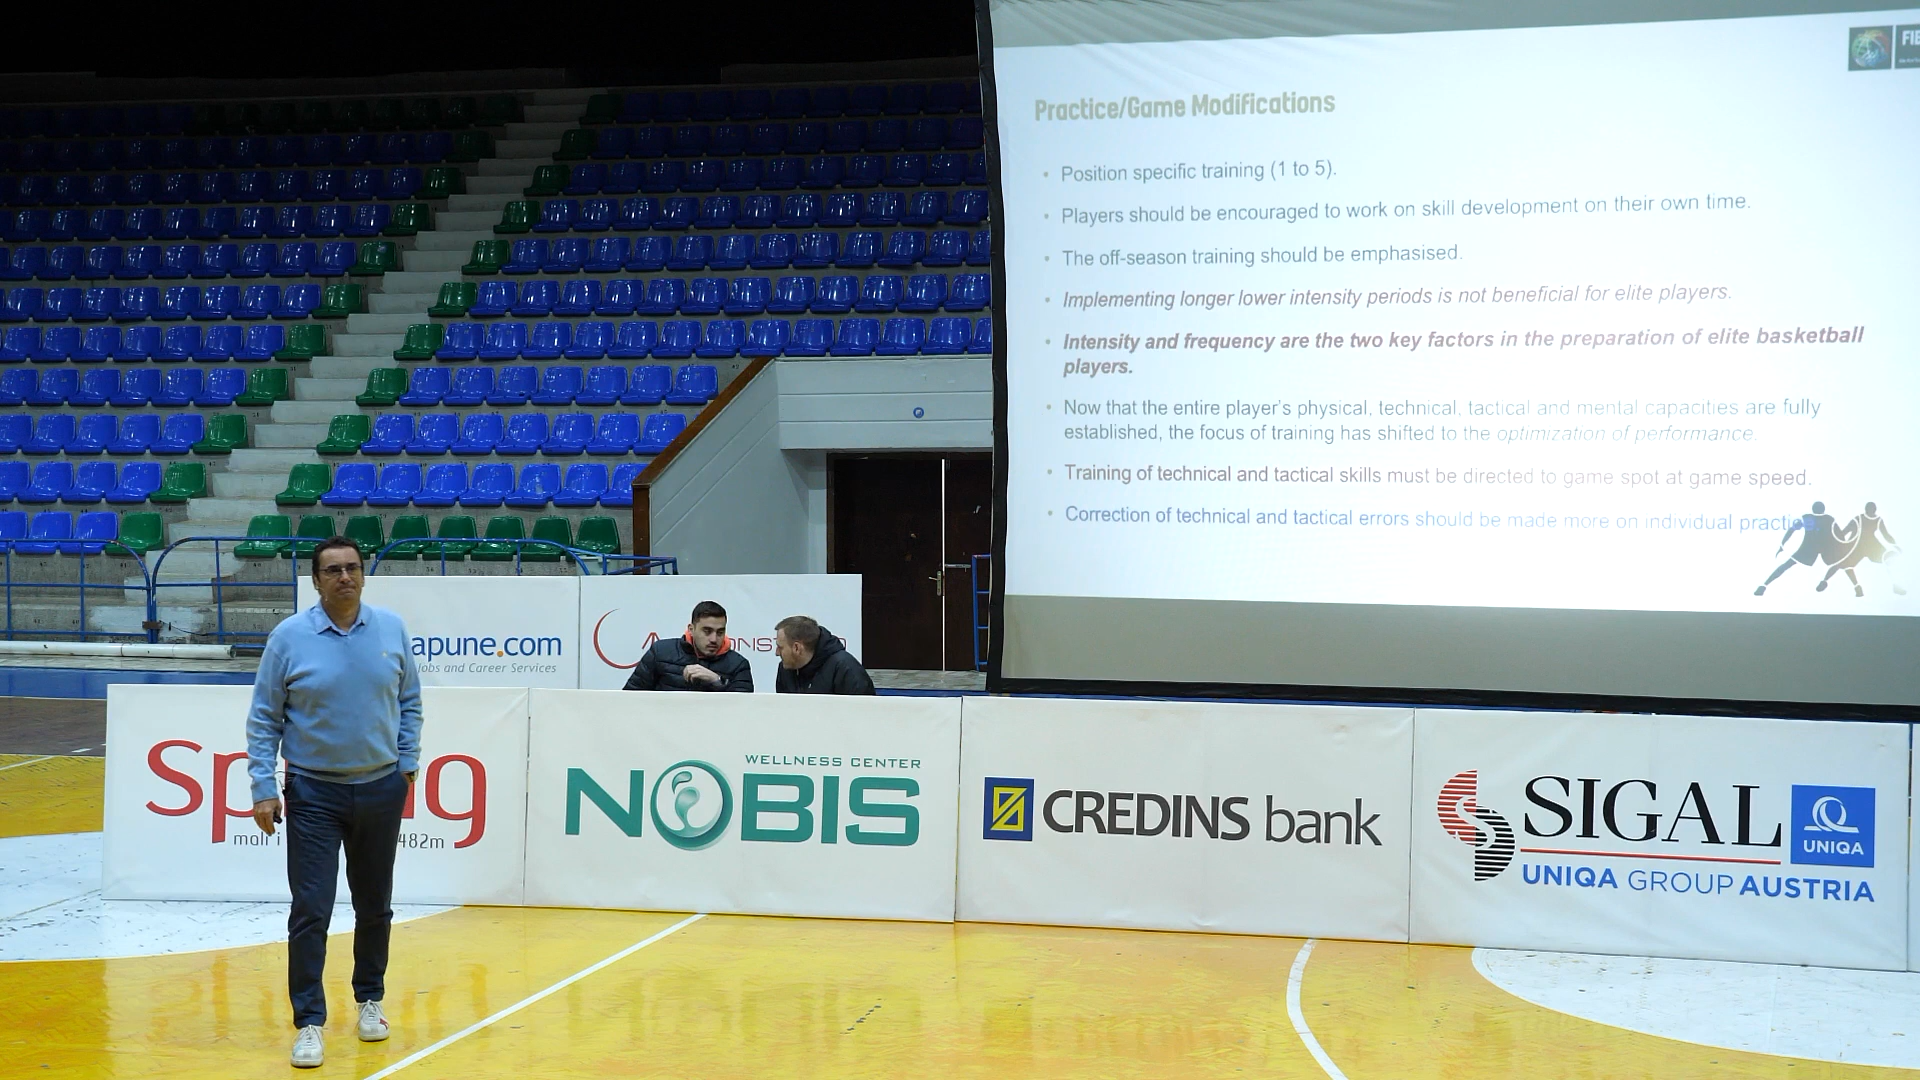 Practice/Game Modifications
• Position specific training (1 to 5).
• Players should be encouraged to work on skill development on their own time.
• The off-season training should be emphasised.
• Implementing longer lower intensity periods is not beneficial for elite players.
• Intensity and frequency are the two key factors in the preparation of elite basketball
players.
• Now that the entire player's physical, technical, tactical and mental capacities are fully
established, the focus of training has shifted to the optimization of performance.
• Training of technical and tactical skills must be directed to game spot at game speed.
• Correction of technical and tactical errors should be made more on individual practice
apune.com
Jobs and Career Services
482m
WELLNESS CENTER
NOBIS
CREDINS bank
SIGAL
UNIQA
UNIQA GROUP AUSTRIA